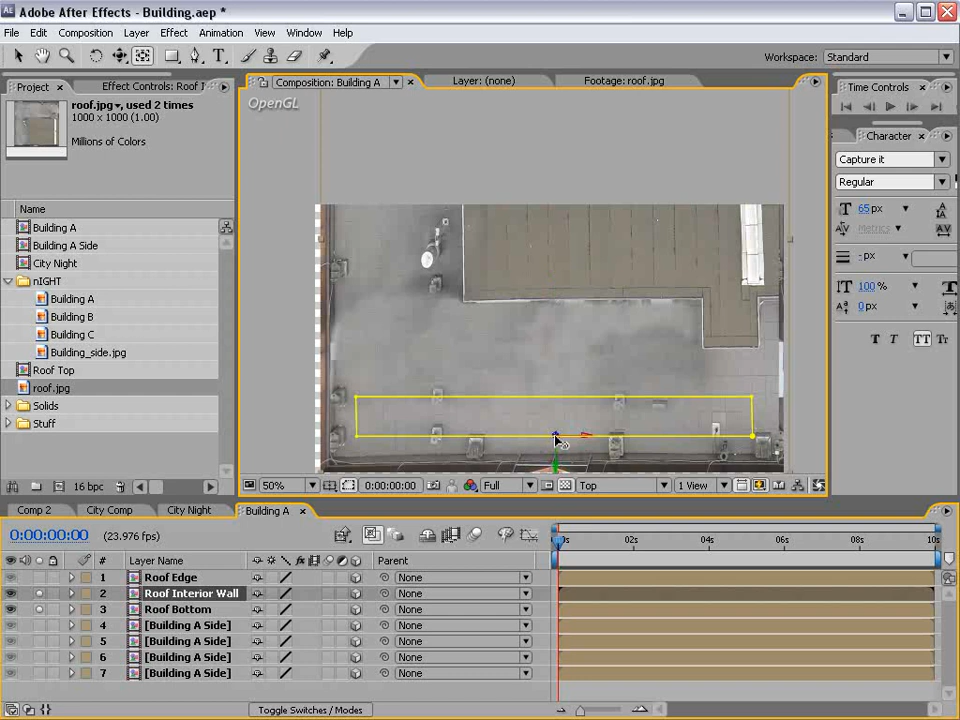 Adobe After Effects - Building.aep *
File Edit Composition Layer Effect Animation View Window Help
Workspace: Standard
Project Effect Controls: Roof I
Composition: Building A Layer: (none) Footage: roof.jpg
Time Controls
roof.jpg, used 2 times
1000 x 1000 (1.00)
Millions of Colors
OpenGL
Character
Capture it
Regular
65 px
Metrics
- px
100 %
0 px
T T TT Tr
Name
Building A
Building A Side
City Night
nIGHT
Building A
Building B
Building C
Building_side.jpg
Roof Top
roof.jpg
Solids
Stuff
16 bpc
50% 0:00:00:00 Full Top 1 View
Comp 2 City Comp City Night Building A
0:00:00:00 (23.976 fps)
0s 02s 04s 06s 08s 10s
# Layer Name Parent
1 Roof Edge None
2 Roof Interior Wall None
3 Roof Bottom None
4 [Building A Side] None
5 [Building A Side] None
6 [Building A Side] None
7 [Building A Side] None
Toggle Switches / Modes